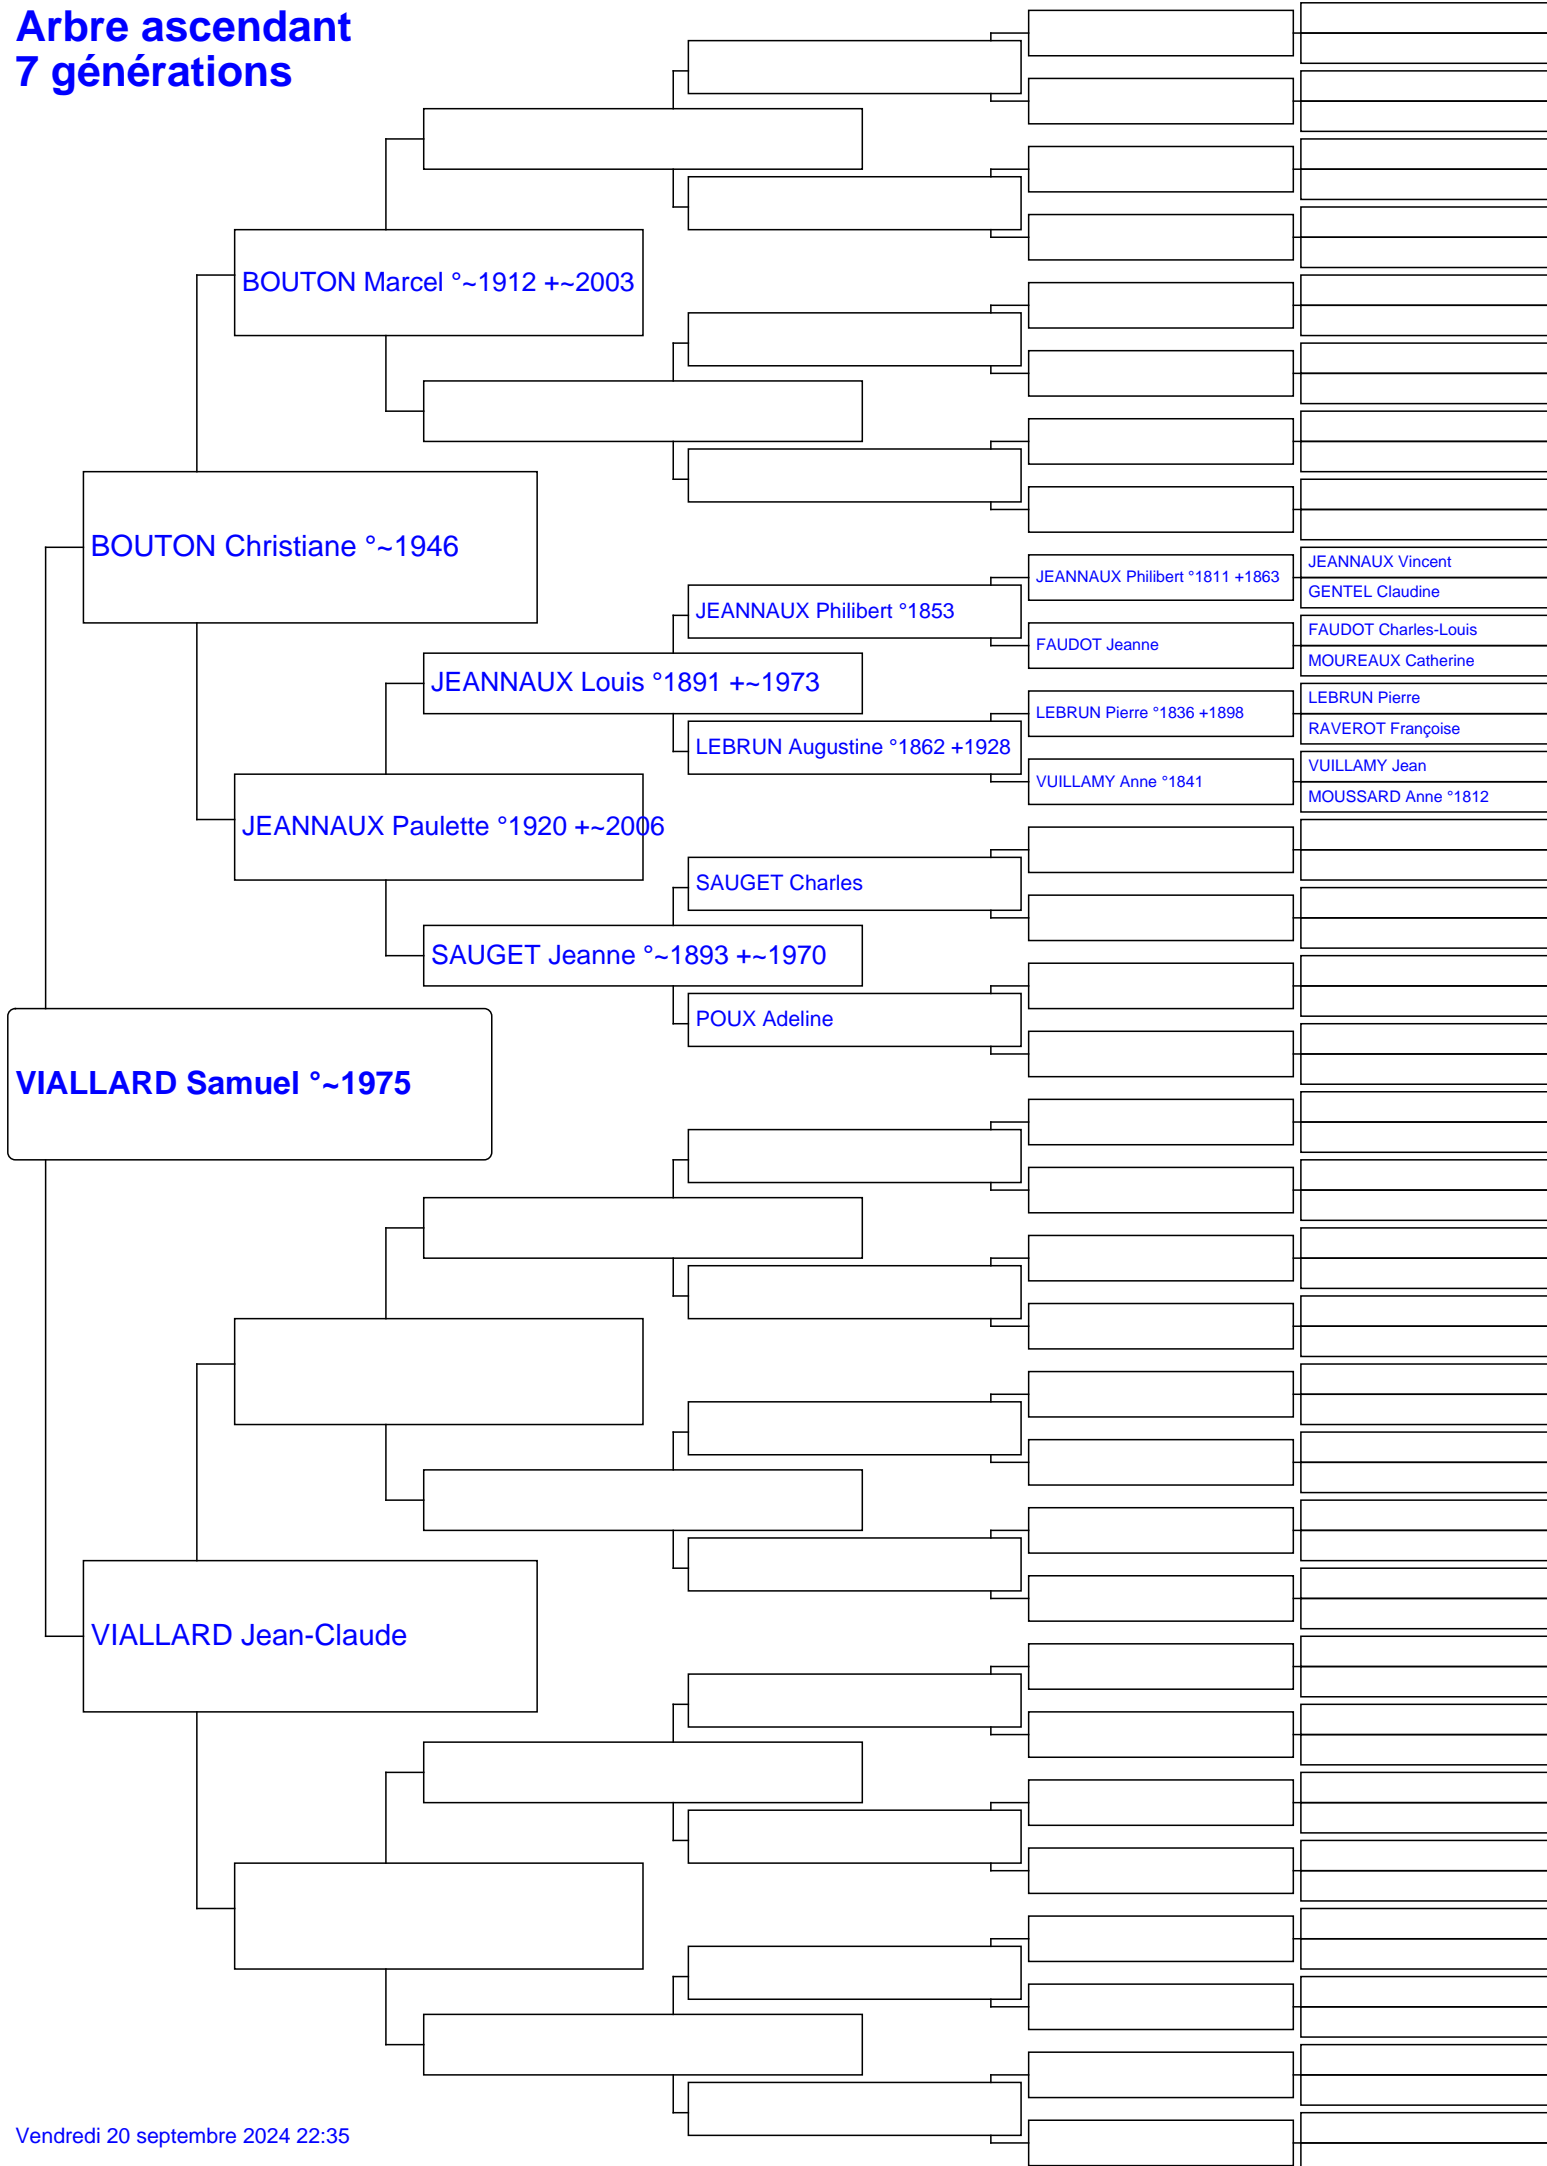 Arbre ascendant
7 générations
BOUTON Marcel °~1912 +~2003
BOUTON Christiane °~1946
JEANNAUX Vincent
JEANNAUX Philibert °1811 +1863
GENTEL Claudine
JEANNAUX Philibert °1853
FAUDOT Charles-Louis
FAUDOT Jeanne
MOUREAUX Catherine
JEANNAUX Louis °1891 +~1973
LEBRUN Pierre
LEBRUN Pierre °1836 +1898
RAVEROT Françoise
LEBRUN Augustine °1862 +1928
VUILLAMY Jean
VUILLAMY Anne °1841
MOUSSARD Anne °1812
JEANNAUX Paulette °1920 +~2006
SAUGET Charles
SAUGET Jeanne °~1893 +~1970
POUX Adeline
VIALLARD Samuel °~1975
VIALLARD Jean-Claude
Vendredi 20 septembre 2024 22:35